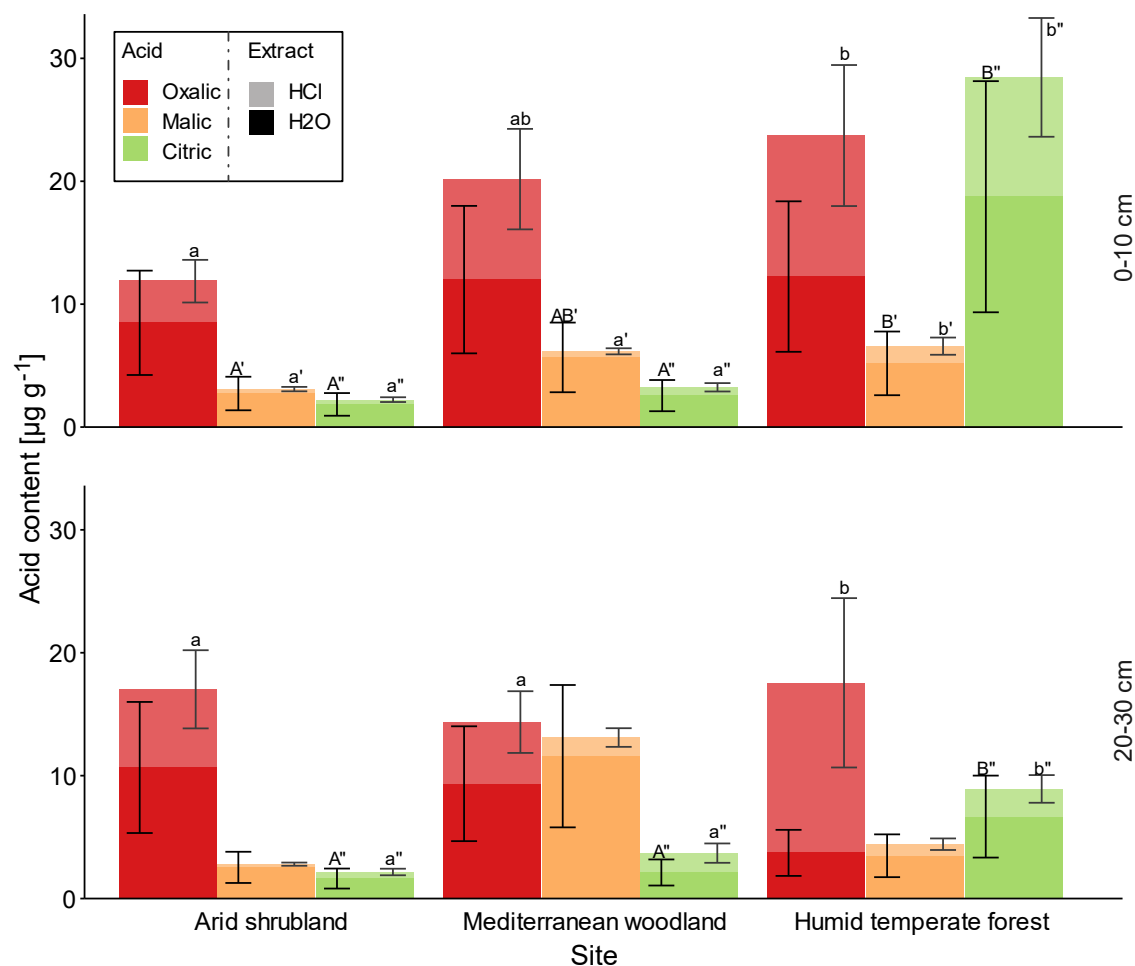 Acid Extract
Oxalic HCl
Malic H2O
Citric
30
20
10
0
a
A'
a'
A"
a"
ab
AB'
a'
A"
a"
b
B'
b'
B"
b"
0-10 cm
Acid content [µg g⁻¹]
30
20
10
0
a
A"
a"
a
A"
a"
b
B"
b"
20-30 cm
Arid shrubland Mediterranean woodland Humid temperate forest
Site